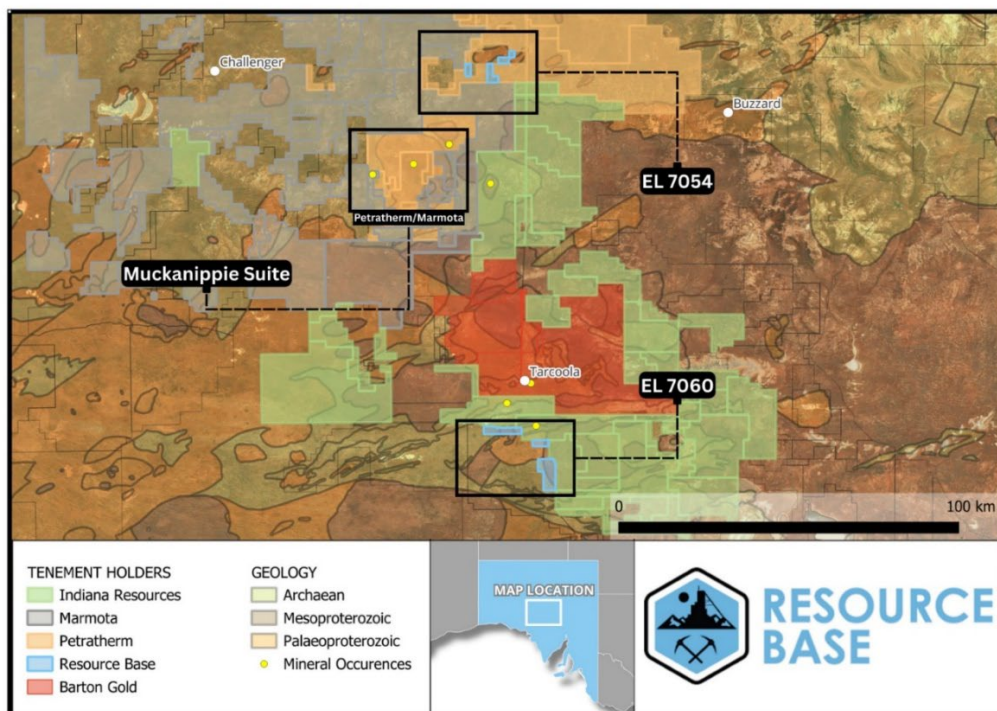 Challenger
Buzzard
EL 7054
Petratherm/Marmota
Muckanippie Suite
Tarcoola
EL 7060
0
100 km
TENEMENT HOLDERS
Indiana Resources
Marmota
Petratherm
Resource Base
Barton Gold
GEOLOGY
Archaean
Mesoproterozoic
Palaeoproterozoic
Mineral Occurences
MAP LOCATION
RESOURCE
BASE